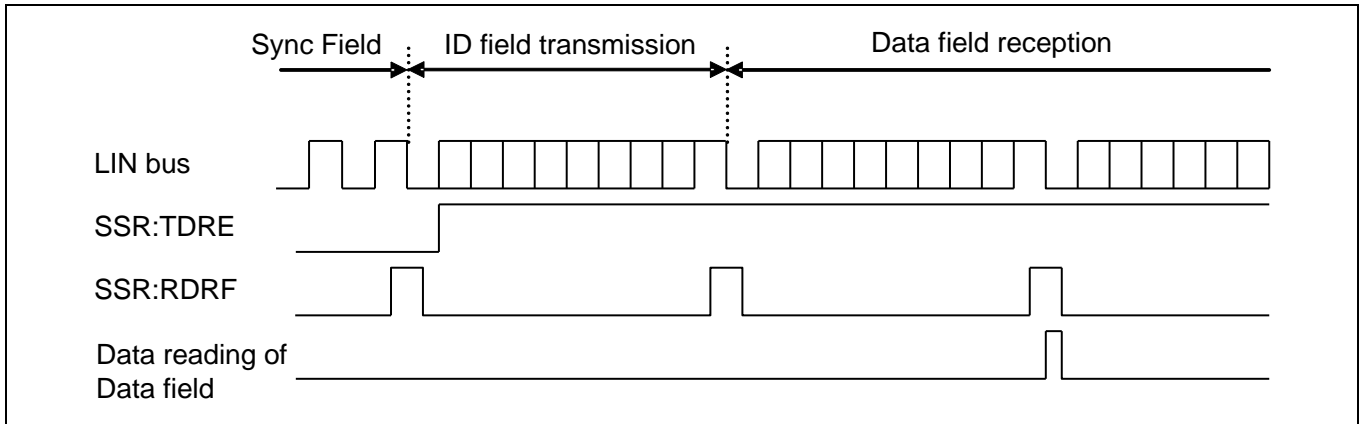 Sync Field
ID field transmission
Data field reception
LIN bus
SSR:TDRE
SSR:RDRF
Data reading of
Data field